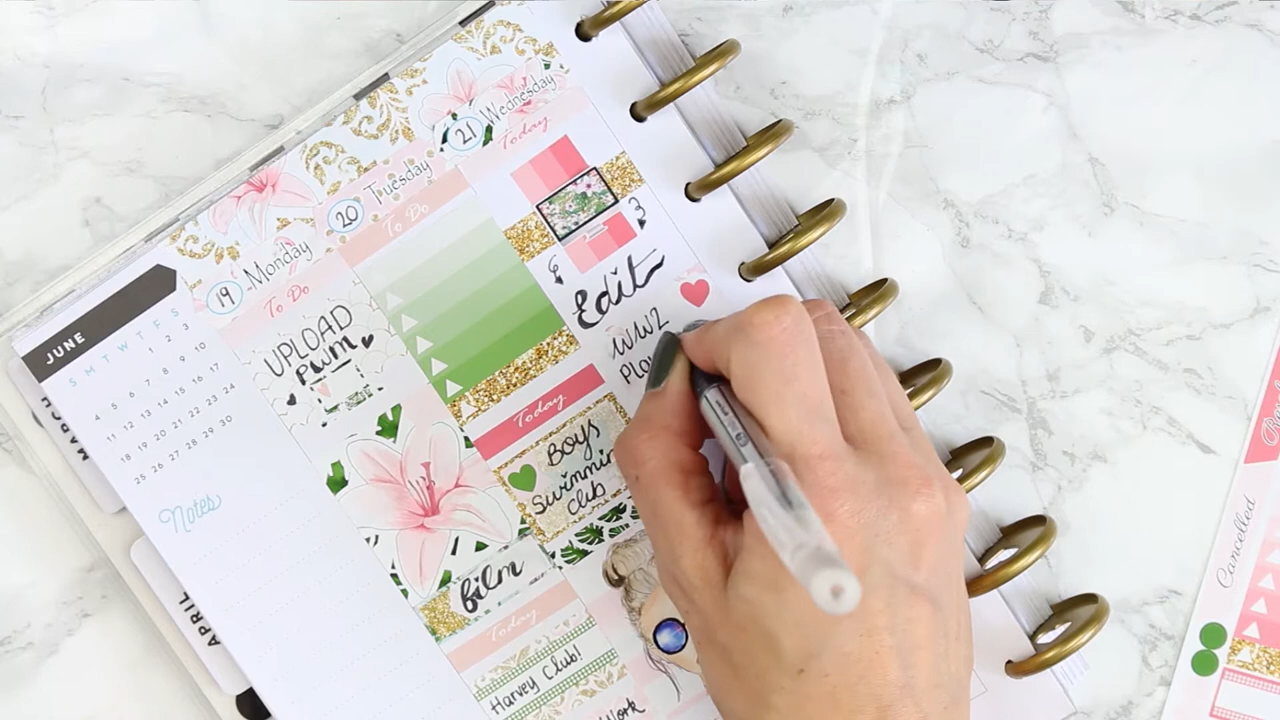 JUNE
S M T W T F S
1 2 3
4 5 6 7 8 9 10
11 12 13 14 15 16 17
18 19 20 21 22 23 24
25 26 27 28 29 30
Notes
MARCH
APRIL
19 Monday
To Do
UPLOAD
PWM
film
Today
Harvey Club!
Work
20 Tuesday
To Do
Today
BOYS
Swimmin
club
21 Wednesday
Today
Edit
WW2
Cancelled